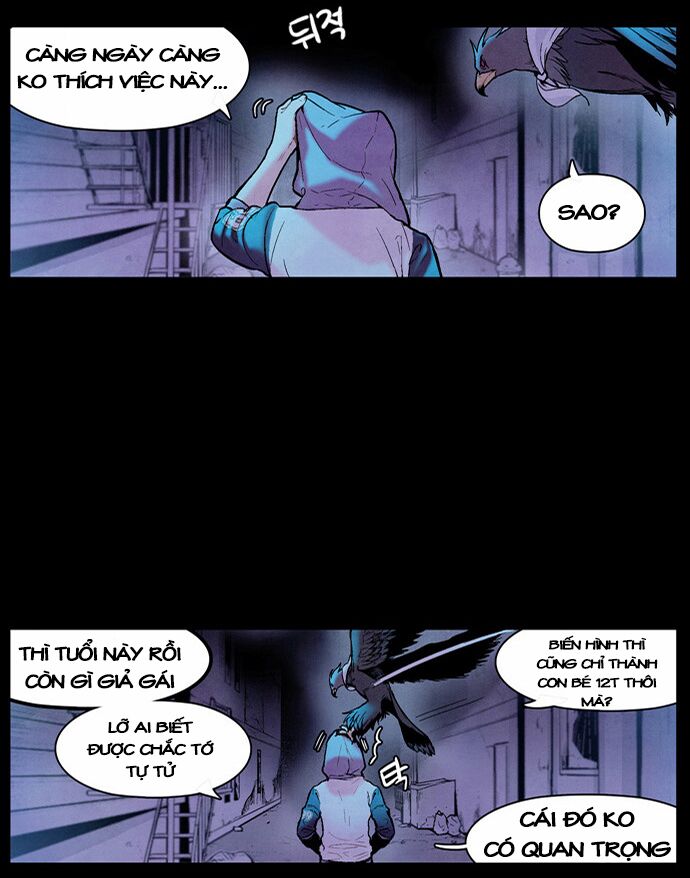 뒤적
CÀNG NGÀY CÀNG
KO THÍCH VIỆC NÀY...
SAO?
THÌ TUỔI NÀY RỒI
CÒN GÌ GIẢ GÁI
LỠ AI BIẾT
ĐƯỢC CHẮC TỚ
TỰ TỬ
BIẾN HÌNH THÌ
CŨNG CHỈ THÀNH
CON BÉ 12T THÔI
MÀ?
턱
CÁI ĐÓ KO
CÓ QUAN TRỌNG